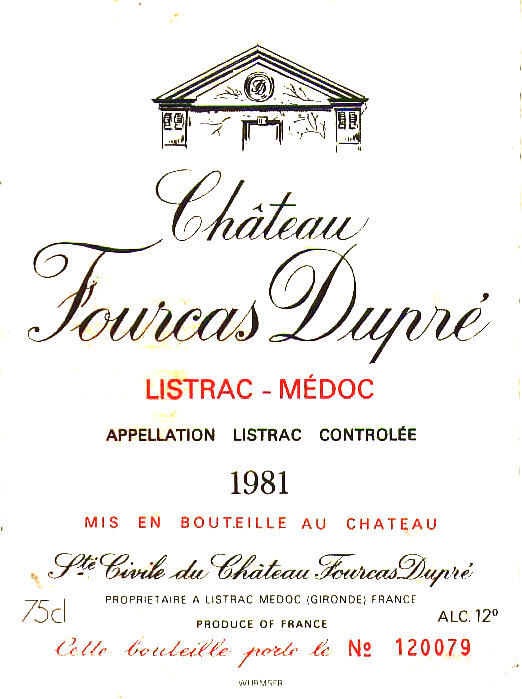 Château
Fourcas Dupré
LISTRAC - MÉDOC
APPELLATION LISTRAC CONTROLÉE
1981
MIS EN BOUTEILLE AU CHATEAU
Sté Civile du Château Fourcas Dupré
PROPRIETAIRE A LISTRAC MEDOC (GIRONDE) FRANCE
75cl
PRODUCE OF FRANCE
ALC. 12º
Cette bouteille porte le Nº 120079
WURMSER